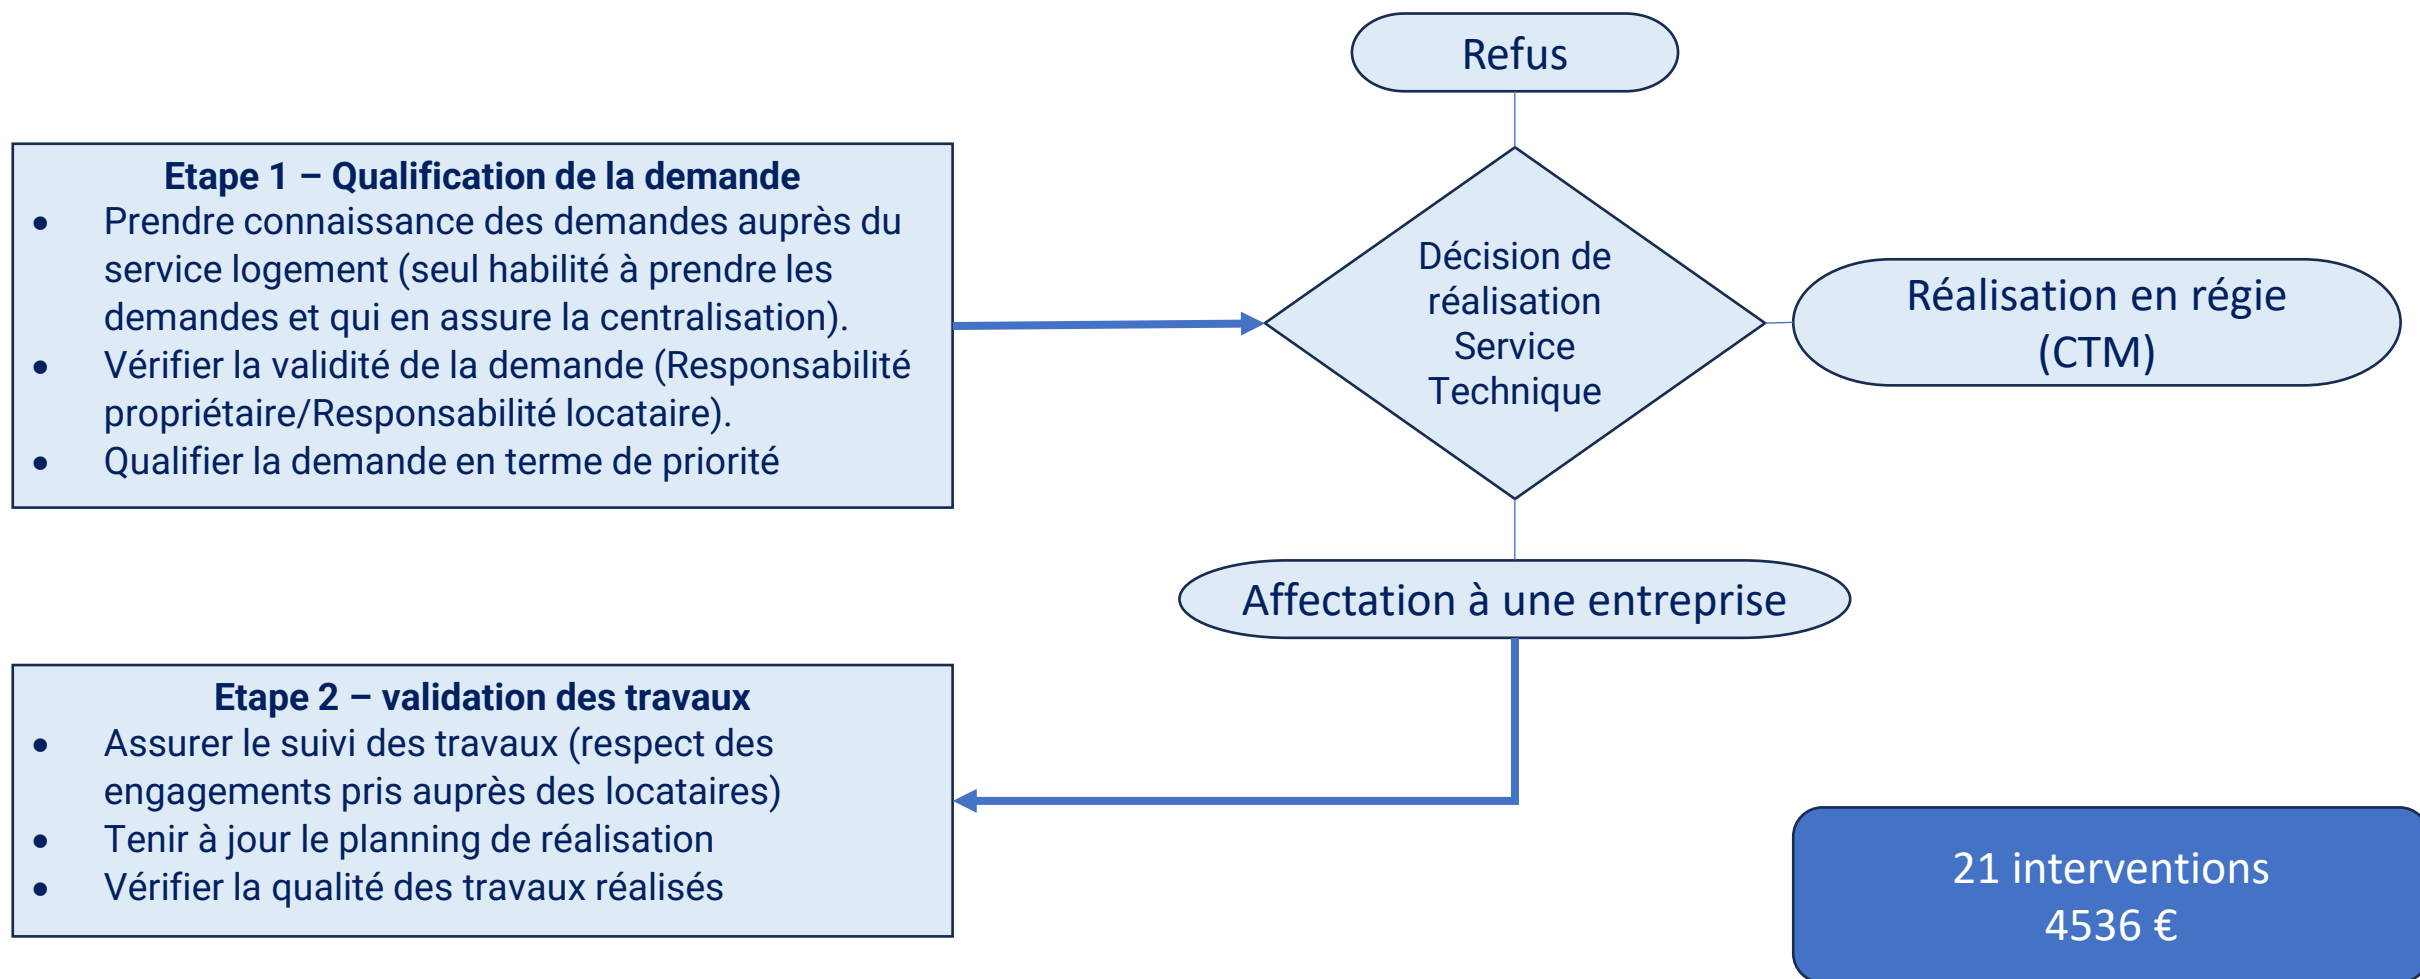 Refus
Etape 1 – Qualification de la demande
• Prendre connaissance des demandes auprès du
service logement (seul habilité à prendre les
demandes et qui en assure la centralisation).
• Vérifier la validité de la demande (Responsabilité
propriétaire/Responsabilité locataire).
• Qualifier la demande en terme de priorité
Décision de
réalisation
Service
Technique
Réalisation en régie
(CTM)
Affectation à une entreprise
Etape 2 – validation des travaux
• Assurer le suivi des travaux (respect des
engagements pris auprès des locataires)
• Tenir à jour le planning de réalisation
• Vérifier la qualité des travaux réalisés
21 interventions
4536 €